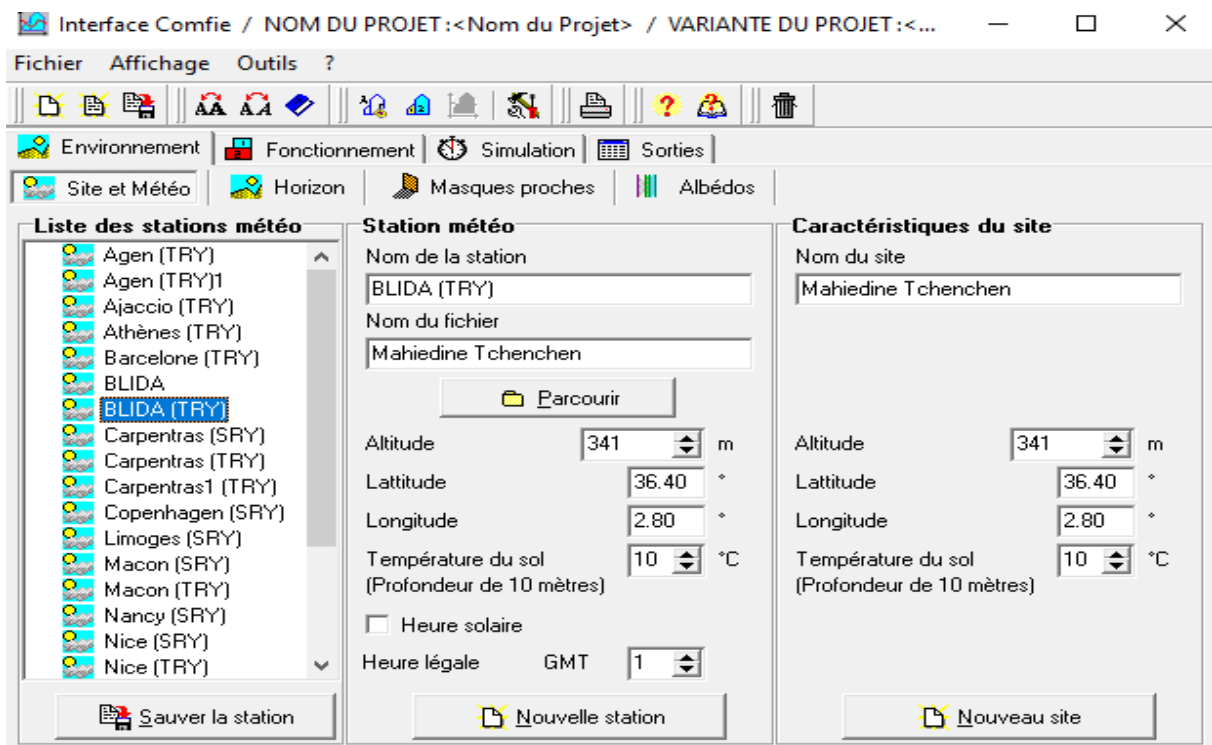 Interface Comfie / NOM DU PROJET:<Nom du Projet> / VARIANTE DU PROJET:<...
Fichier Affichage Outils ?
Environnement Fonctionnement Simulation Sorties
Site et Météo Horizon Masques proches Albédos
Liste des stations météo
Agen (TRY)
Agen (TRY)1
Ajaccio (TRY)
Athènes (TRY)
Barcelone (TRY)
BLIDA
BLIDA (TRY)
Carpentras (SRY)
Carpentras (TRY)
Carpentras1 (TRY)
Copenhagen (SRY)
Limoges (SRY)
Macon (SRY)
Macon (TRY)
Nancy (SRY)
Nice (SRY)
Nice (TRY)
Sauver la station
Station météo
Nom de la station
BLIDA (TRY)
Nom du fichier
Mahiedine Tchenchen
Parcourir
Altitude 341 m
Lattitude 36.40 °
Longitude 2.80 °
Température du sol 10 °C
(Profondeur de 10 mètres)
Heure solaire
Heure légale GMT 1
Nouvelle station
Caractéristiques du site
Nom du site
Mahiedine Tchenchen
Altitude 341 m
Lattitude 36.40 °
Longitude 2.80 °
Température du sol 10 °C
(Profondeur de 10 mètres)
Nouveau site